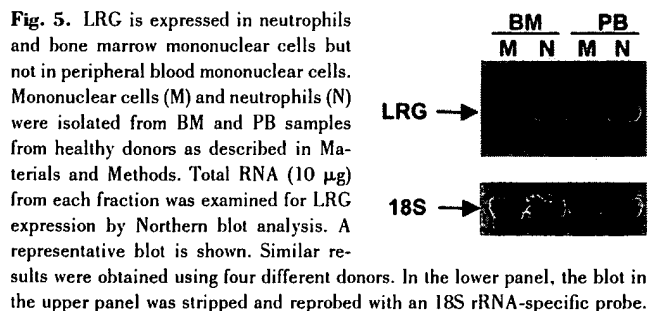 Fig. 5. LRG is expressed in neutrophils
and bone marrow mononuclear cells but
not in peripheral blood mononuclear cells.
Mononuclear cells (M) and neutrophils (N)
were isolated from BM and PB samples
from healthy donors as described in Ma-
terials and Methods. Total RNA (10 µg)
from each fraction was examined for LRG
expression by Northern blot analysis. A
representative blot is shown. Similar re-
sults were obtained using four different donors. In the lower panel, the blot in
the upper panel was stripped and reprobed with an 18S rRNA-specific probe.
BM PB
M N M N
LRG
18S